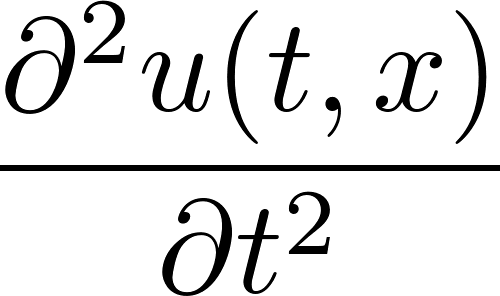 ∂²u(t, x)
∂t²